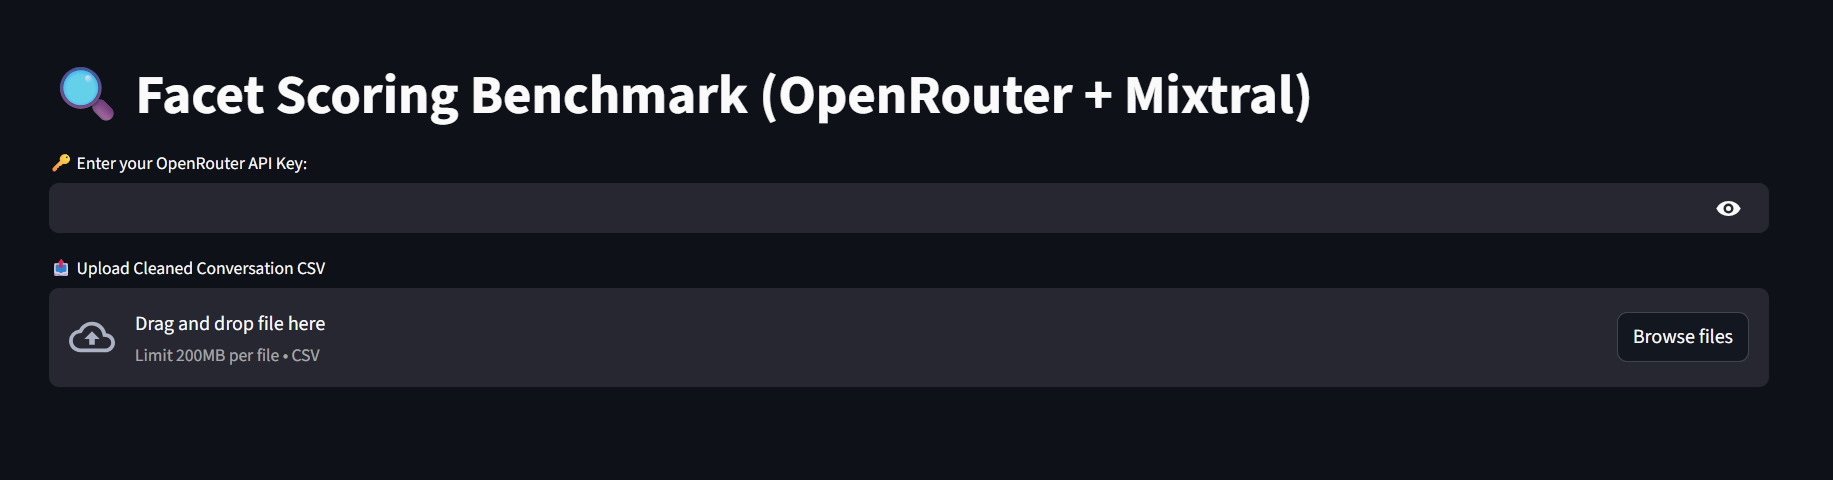 Facet Scoring Benchmark (OpenRouter + Mixtral)
Enter your OpenRouter API Key:
Upload Cleaned Conversation CSV
Drag and drop file here
Browse files
Limit 200MB per file • CSV